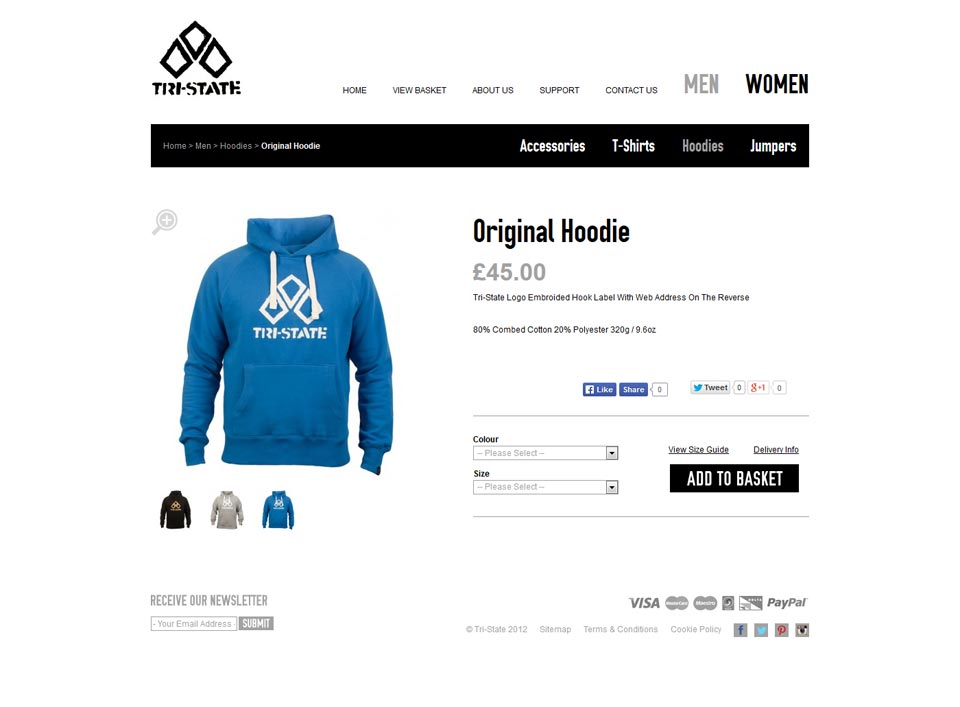 TRI-STATE
HOME VIEW BASKET ABOUT US SUPPORT CONTACT US MEN WOMEN
Home > Men > Hoodies > Original Hoodie
Accessories T-Shirts Hoodies Jumpers
TRI-STATE
Original Hoodie
£45.00
Tri-State Logo Embroided Hook Label With Web Address On The Reverse
80% Combed Cotton 20% Polyester 320g / 9.6oz
Like Share 0 Tweet 0 g+1 0
Colour
-- Please Select --
Size
-- Please Select --
View Size Guide Delivery Info
ADD TO BASKET
RECEIVE OUR NEWSLETTER
- Your Email Address - SUBMIT
VISA MasterCard Maestro PayPal
© Tri-State 2012 Sitemap Terms & Conditions Cookie Policy